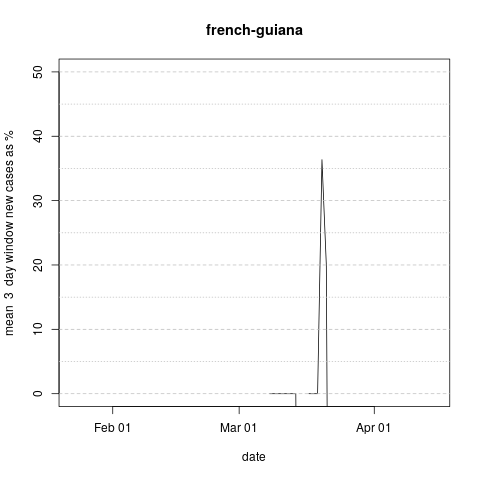 french-guiana
mean  3  day window new cases as %
50
40
30
20
10
0
Feb 01
Mar 01
Apr 01
date